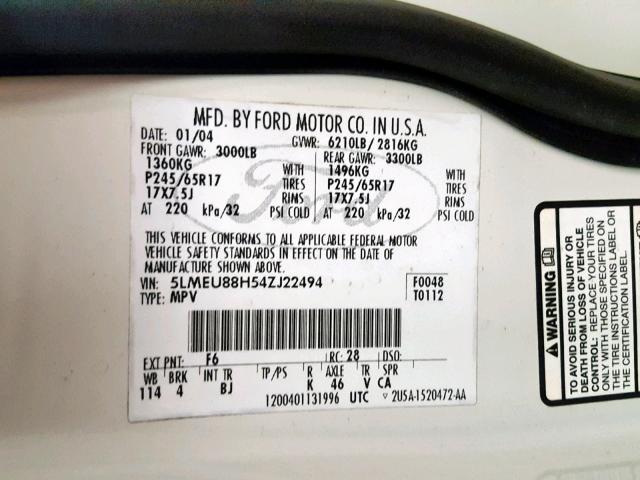 MFD. BY FORD MOTOR CO. IN U.S.A.
DATE: 01/04 GVWR: 6210LB/ 2816KG
FRONT GAWR: 3000LB REAR GAWR: 3300LB
1360KG WITH 1496KG WITH
P245/65R17 TIRES P245/65R17 TIRES
17X7.5J RIMS 17X7.5J RIMS
AT 220 kPa/32 PSI COLD AT 220 kPa/32 PSI COLD
Ford
THIS VEHICLE CONFORMS TO ALL APPLICABLE FEDERAL MOTOR
VEHICLE SAFETY STANDARDS IN EFFECT ON THE DATE OF
MANUFACTURE SHOWN ABOVE.
VIN: 5LMEU88H54ZJ22494 F0048
TYPE: MPV T0112
EXT PNT: F6 RC: 28 DSO:
WB BRK INT TR TP/PS R AXLE TR SPR
114 4 BJ K 46 V CA
1200401131996 UTC ▽ 2U5A-1520472-AA
WARNING
TO AVOID SERIOUS INJURY OR
DEATH FROM LOSS OF VEHICLE
CONTROL: REPLACE YOUR TIRES
ONLY WITH THOSE SPECIFIED ON
THE TIRE INSTRUCTIONS LABEL OR
THE CERTIFICATION LABEL.